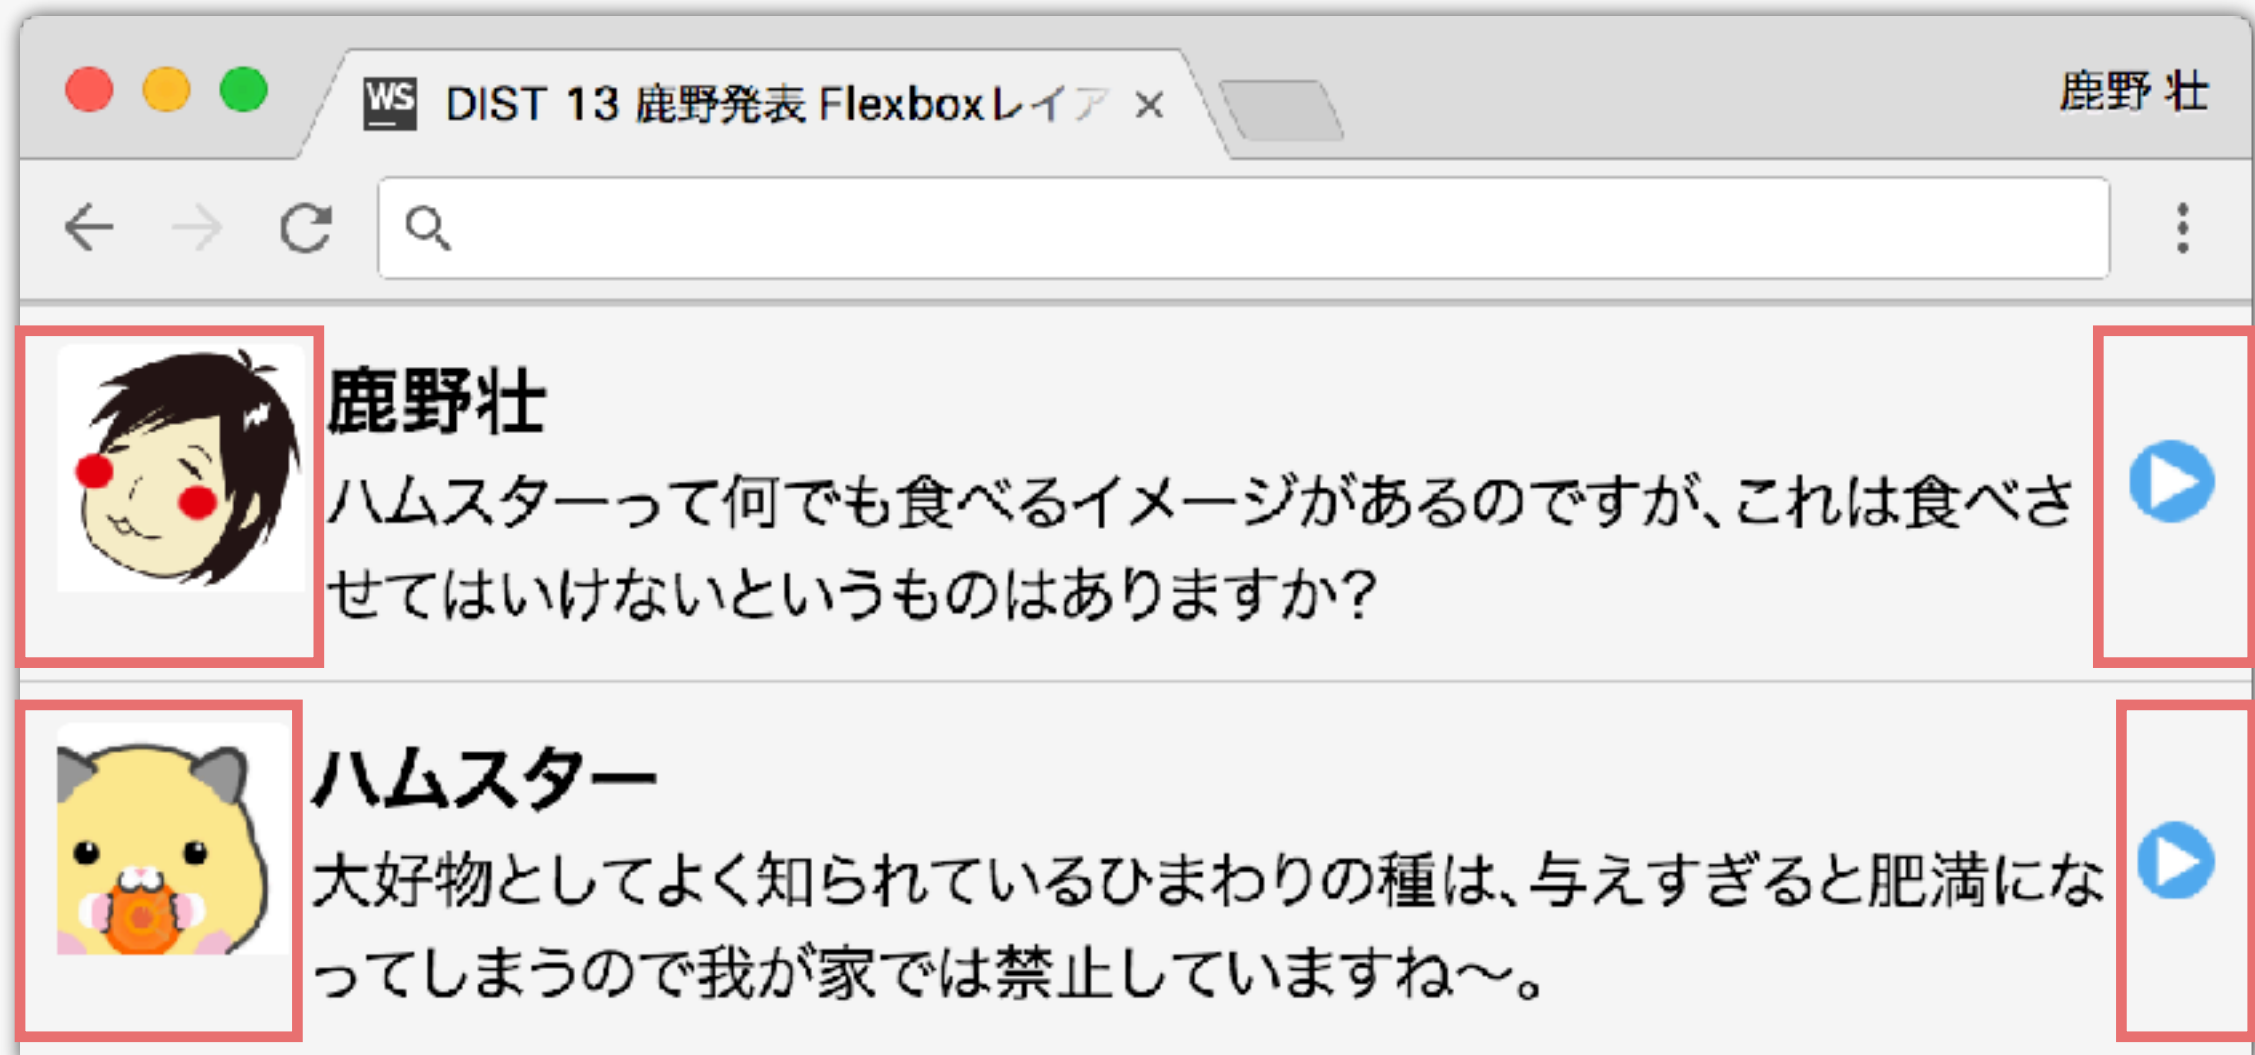 WS DIST 13 鹿野発表 Flexboxレイア
鹿野 壮
鹿野壮
ハムスターって何でも食べるイメージがあるのですが、これは食べさ
せてはいけないというものはありますか?
ハムスター
大好物としてよく知られているひまわりの種は、与えすぎると肥満にな
ってしまうので我が家では禁止していますね〜。